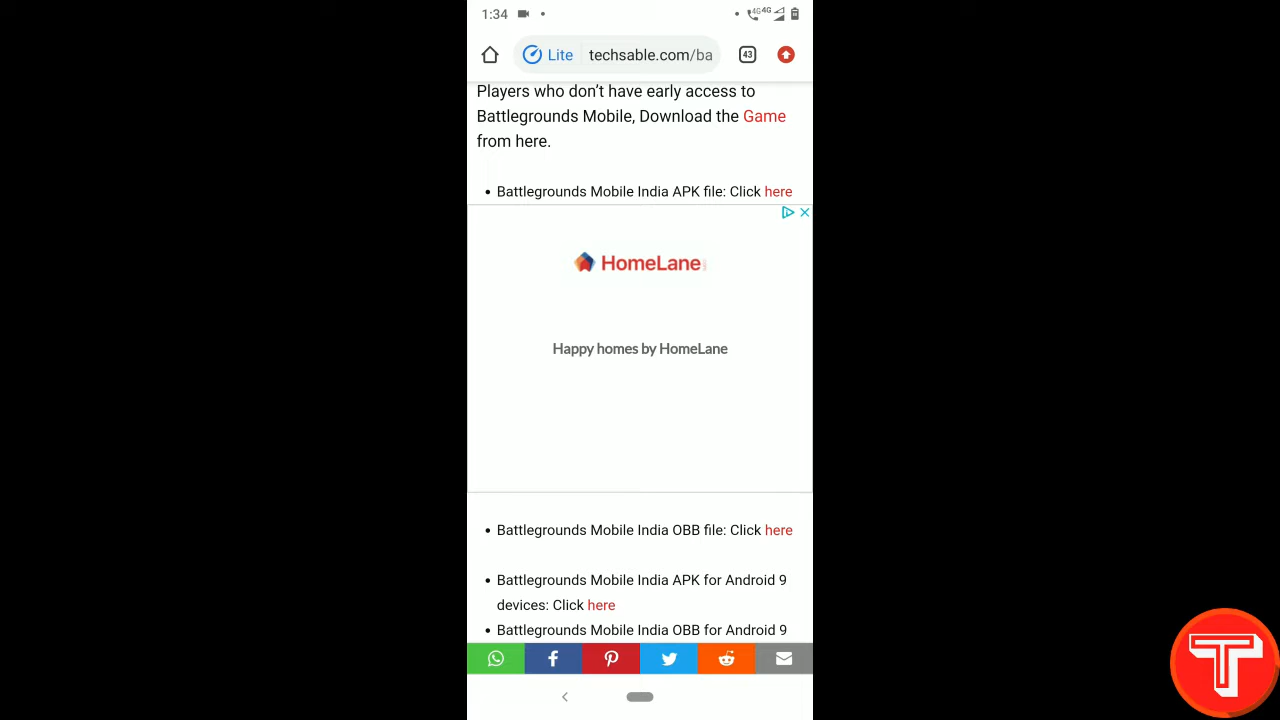 1:34
4G 4G
Lite techsable.com/ba 43
Players who don’t have early access to
Battlegrounds Mobile, Download the Game
from here.
• Battlegrounds Mobile India APK file: Click here
HomeLane
Happy homes by HomeLane
• Battlegrounds Mobile India OBB file: Click here
• Battlegrounds Mobile India APK for Android 9
devices: Click here
• Battlegrounds Mobile India OBB for Android 9
T